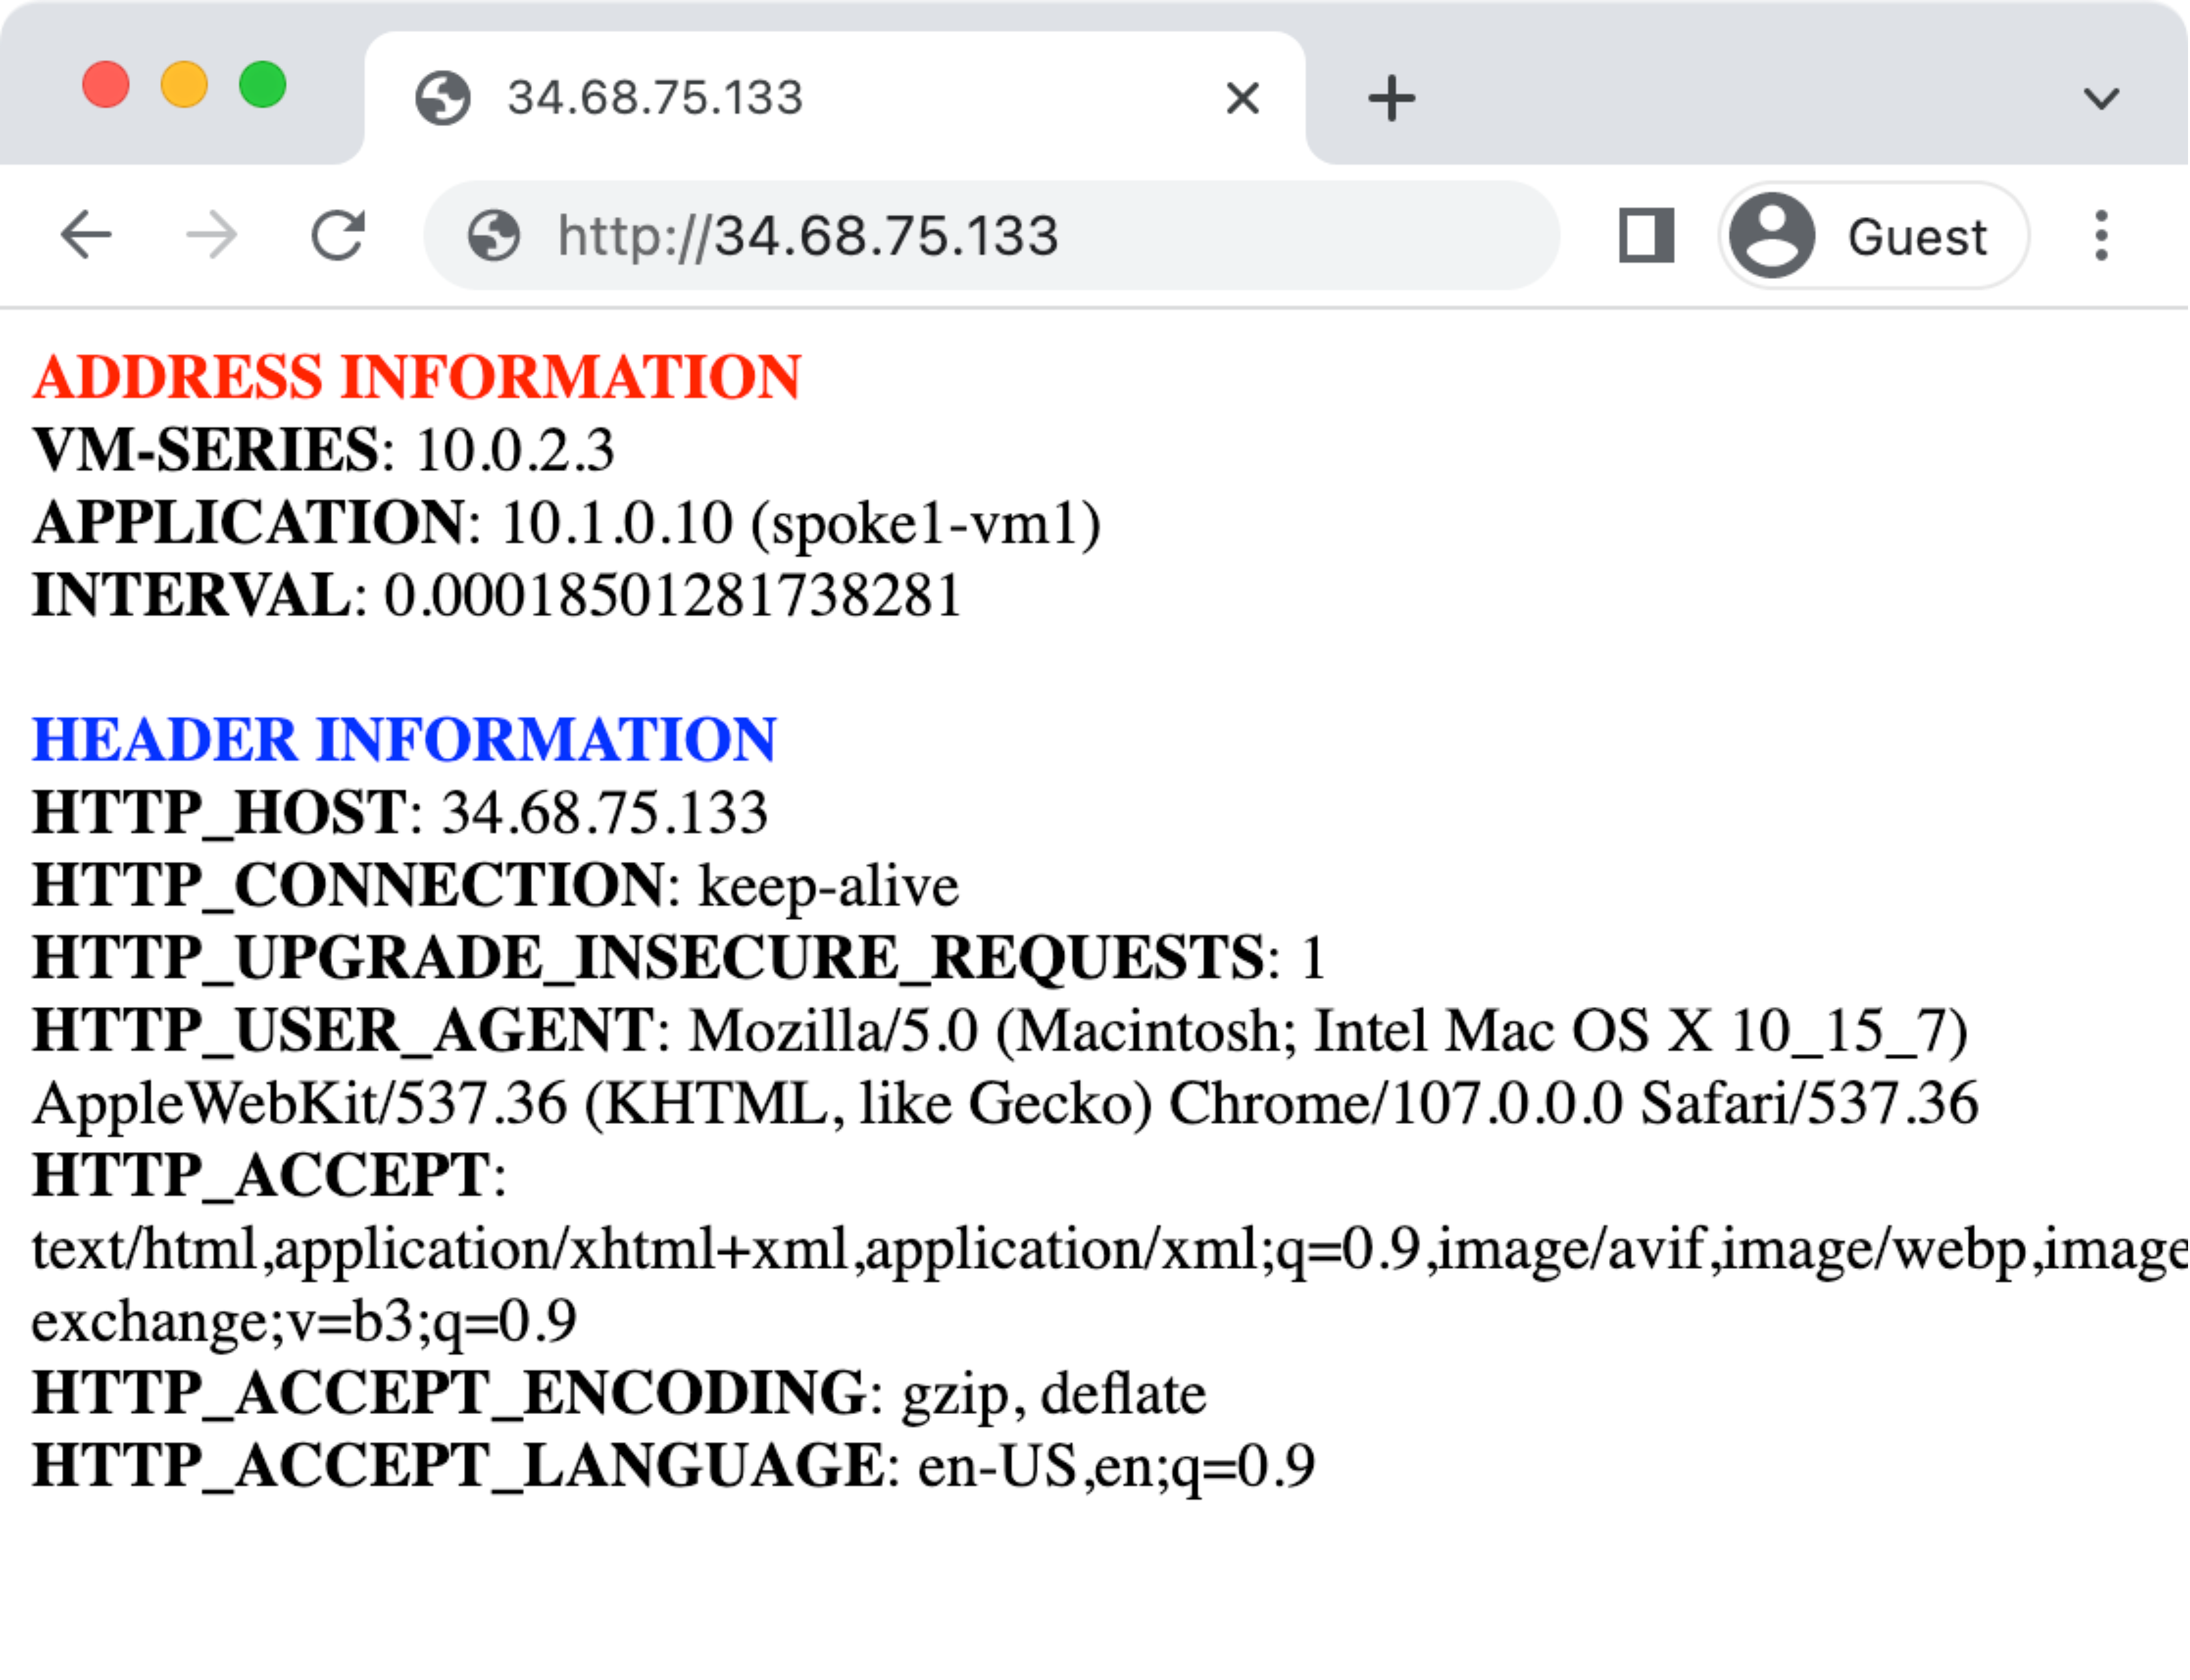 34.68.75.133
http://34.68.75.133
Guest
ADDRESS INFORMATION
VM-SERIES: 10.0.2.3
APPLICATION: 10.1.0.10 (spoke1-vm1)
INTERVAL: 0.00018501281738281
HEADER INFORMATION
HTTP_HOST: 34.68.75.133
HTTP_CONNECTION: keep-alive
HTTP_UPGRADE_INSECURE_REQUESTS: 1
HTTP_USER_AGENT: Mozilla/5.0 (Macintosh; Intel Mac OS X 10_15_7)
AppleWebKit/537.36 (KHTML, like Gecko) Chrome/107.0.0.0 Safari/537.36
HTTP_ACCEPT:
text/html,application/xhtml+xml,application/xml;q=0.9,image/avif,image/webp,image
exchange;v=b3;q=0.9
HTTP_ACCEPT_ENCODING: gzip, deflate
HTTP_ACCEPT_LANGUAGE: en-US,en;q=0.9